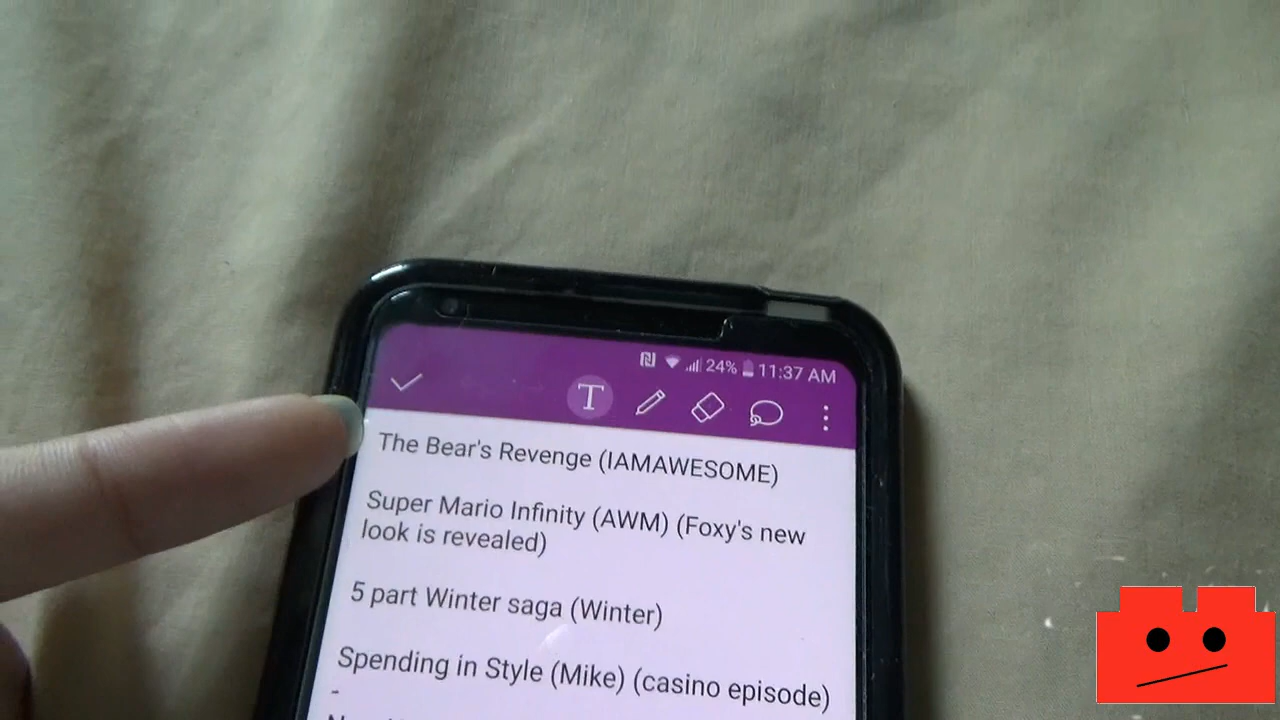 24% 11:37 AM
T
The Bear's Revenge (IAMAWESOME)
Super Mario Infinity (AWM) (Foxy's new
look is revealed)
5 part Winter saga (Winter)
Spending in Style (Mike) (casino episode)
-